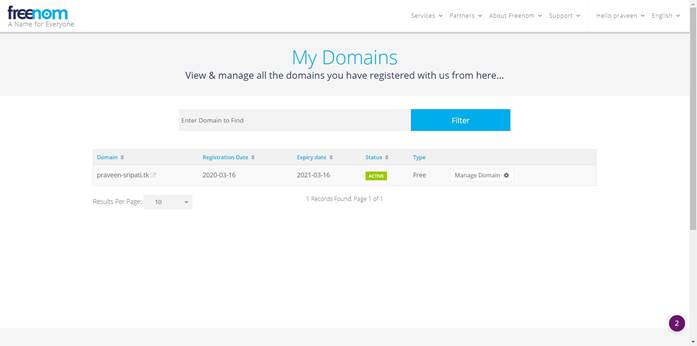 freenom
A Name for Everyone
Services Partners About Freenom Support Hello praveen English
My Domains
View & manage all the domains you have registered with us from here...
Enter Domain to Find Filter
Domain Registration Date Expiry date Status Type
praveen-sripati.tk 2020-03-16 2021-03-16 ACTIVE Free Manage Domain
Results Per Page: 10 1 Records Found, Page 1 of 1
2